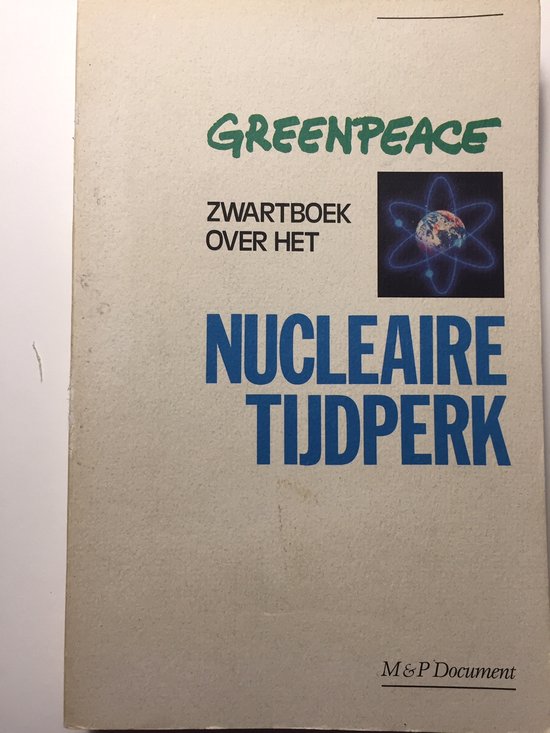 GREENPEACE
ZWARTBOEK
OVER HET
NUCLEAIRE
TIJDPERK
M&P Document